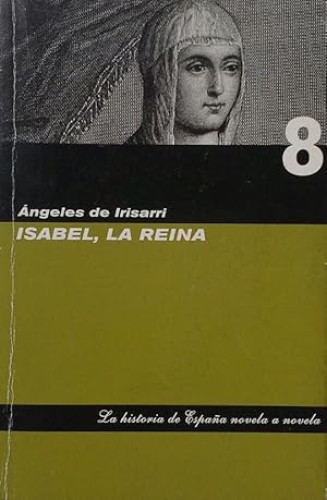 8
Ángeles de Irisarri
ISABEL, LA REINA
La historia de España novela a novela